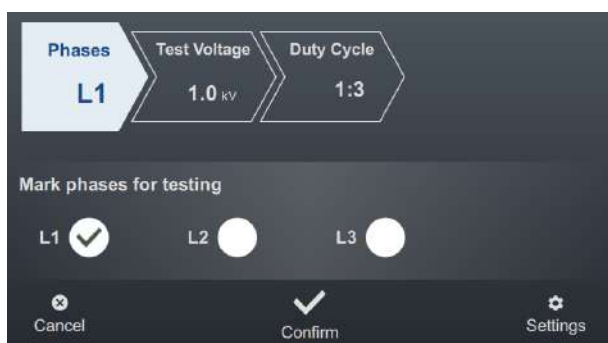 Phases
Test Voltage
Duty Cycle
L1
1.0 kV
1:3
Mark phases for testing
L1
L2
L3
Cancel
Confirm
Settings